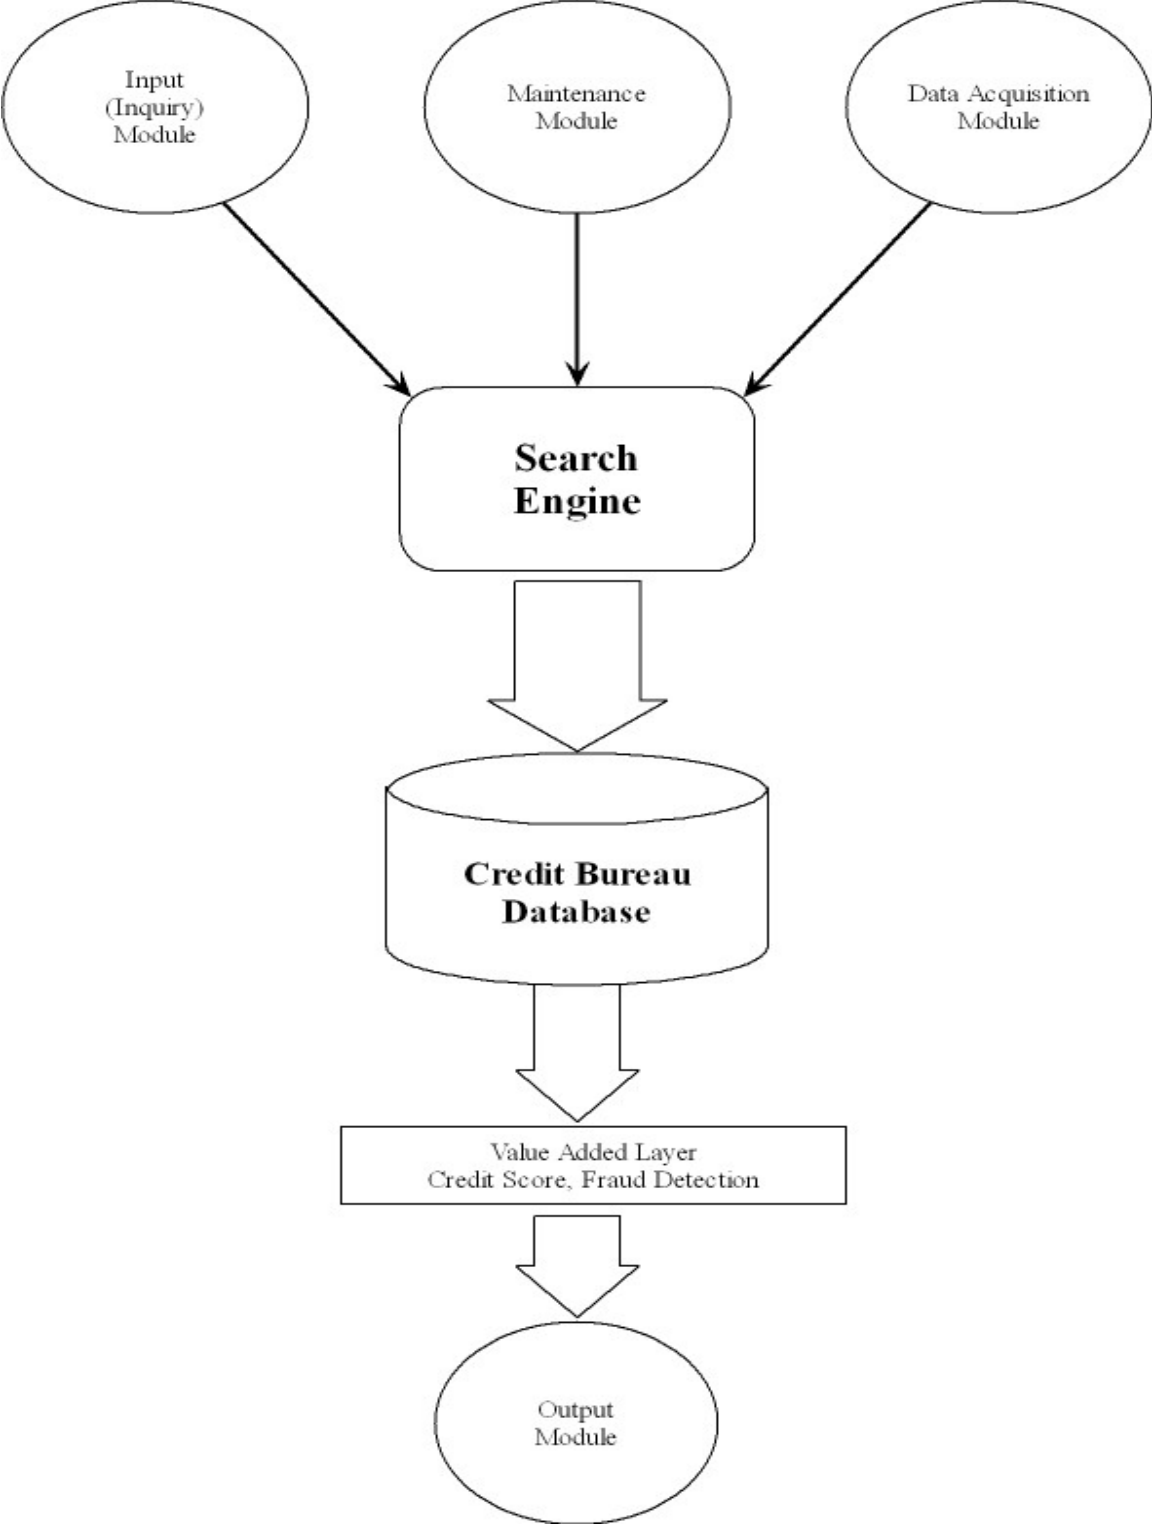 Input
(Inquiry)
Module
Maintenance
Module
Data Acquisition
Module
Search
Engine
Credit Bureau
Database
Value Added Layer
Credit Score, Fraud Detection
Output
Module